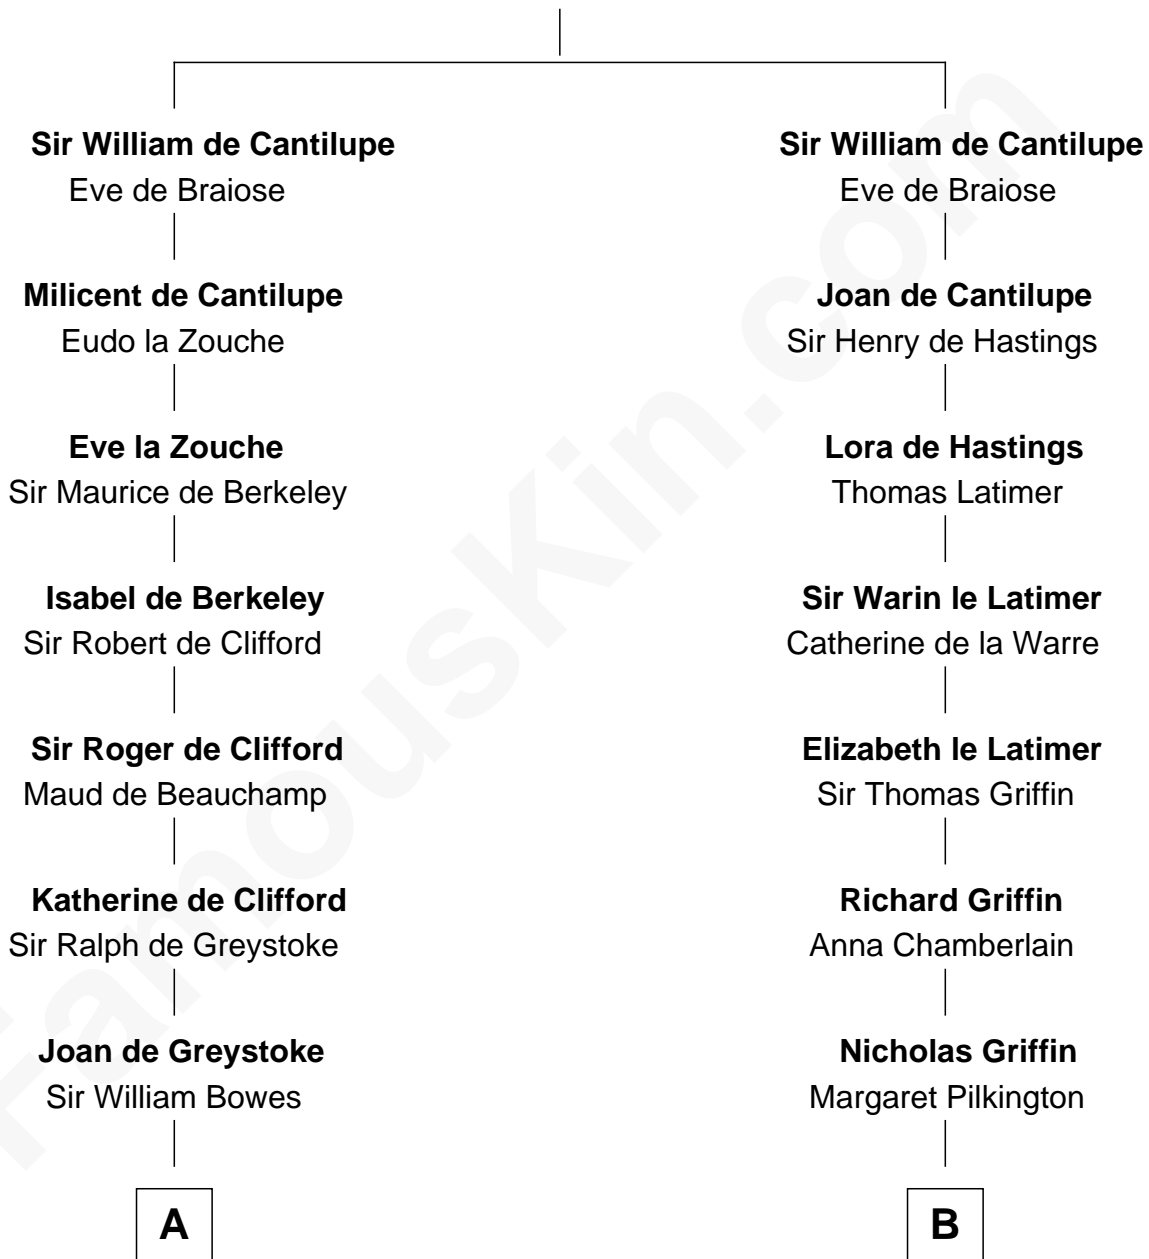 Sir William de Cantilupe
Eve de Braiose
Milicent de Cantilupe
Eudo la Zouche
Eve la Zouche
Sir Maurice de Berkeley
Isabel de Berkeley
Sir Robert de Clifford
Sir Roger de Clifford
Maud de Beauchamp
Katherine de Clifford
Sir Ralph de Greystoke
Joan de Greystoke
Sir William Bowes
A
Sir William de Cantilupe
Eve de Braiose
Joan de Cantilupe
Sir Henry de Hastings
Lora de Hastings
Thomas Latimer
Sir Warin le Latimer
Catherine de la Warre
Elizabeth le Latimer
Sir Thomas Griffin
Richard Griffin
Anna Chamberlain
Nicholas Griffin
Margaret Pilkington
B
FamousKin.com